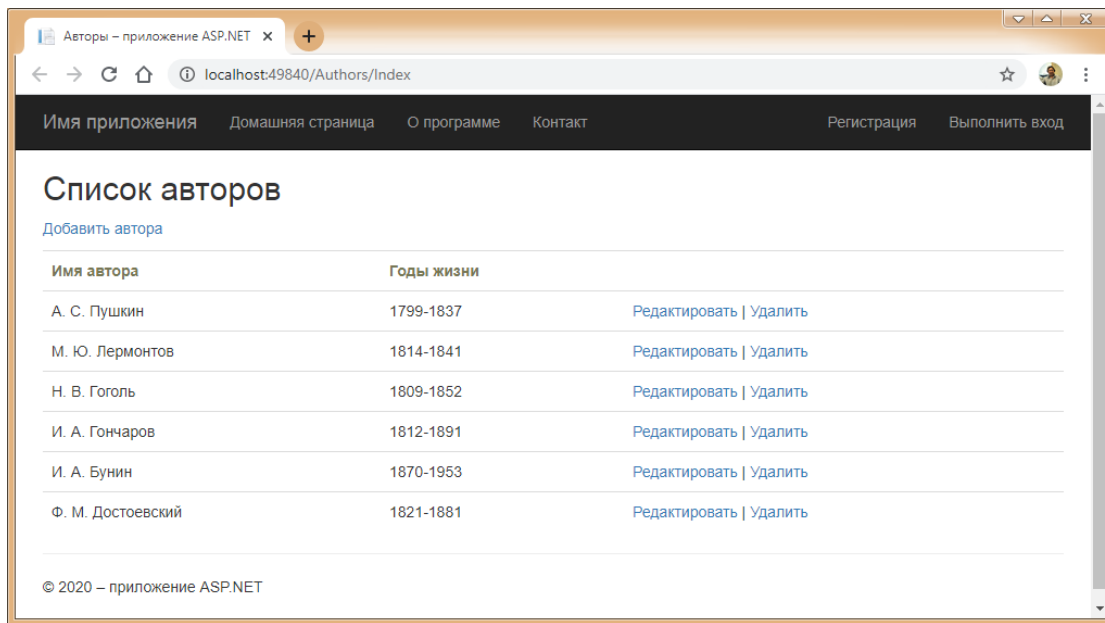 Авторы – приложение ASP.NET
localhost:49840/Authors/Index
Имя приложения Домашняя страница О программе Контакт Регистрация Выполнить вход
Список авторов
Добавить автора
Имя автора Годы жизни
А. С. Пушкин 1799-1837 Редактировать | Удалить
М. Ю. Лермонтов 1814-1841 Редактировать | Удалить
Н. В. Гоголь 1809-1852 Редактировать | Удалить
И. А. Гончаров 1812-1891 Редактировать | Удалить
И. А. Бунин 1870-1953 Редактировать | Удалить
Ф. М. Достоевский 1821-1881 Редактировать | Удалить
© 2020 – приложение ASP.NET